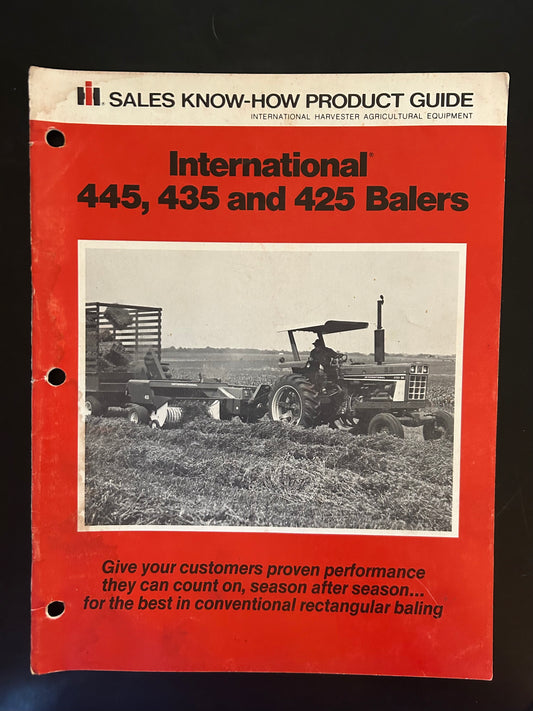 IH SALES KNOW-HOW PRODUCT GUIDE
INTERNATIONAL HARVESTER AGRICULTURAL EQUIPMENT
International®
445, 435 and 425 Balers
Give your customers proven performance
they can count on, season after season...
for the best in conventional rectangular baling